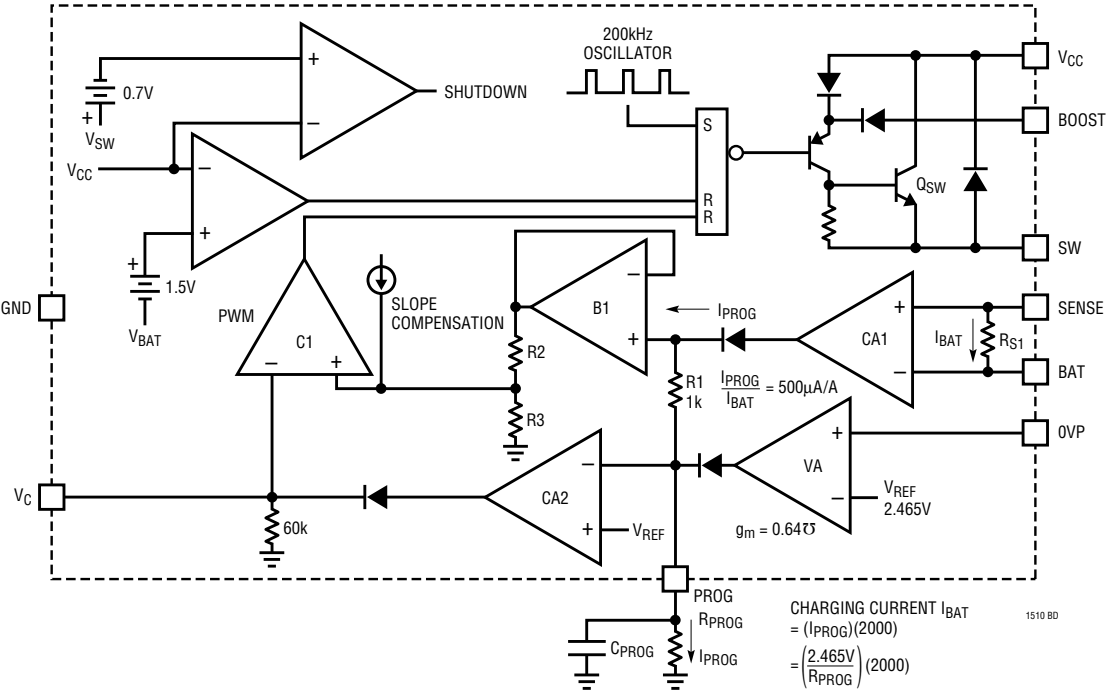 200kHz
OSCILLATOR
+
−
0.7V
+
V_SW
SHUTDOWN
V_CC
−
+
+
1.5V
V_BAT
S
R
R
Q_SW
V_CC
BOOST
SW
GND
PWM
C1
−
+
SLOPE
COMPENSATION
R2
R3
B1
−
+
I_PROG
R1
1k
I_PROG
I_BAT
= 500µA/A
CA1
+
−
I_BAT
R_S1
SENSE
BAT
0VP
VA
+
−
V_REF
2.465V
g_m = 0.64℧
V_C
60k
CA2
−
+
V_REF
PROG
R_PROG
C_PROG
I_PROG
CHARGING CURRENT I_BAT
= (I_PROG)(2000)
= (2.465V / R_PROG) (2000)
1510 BD